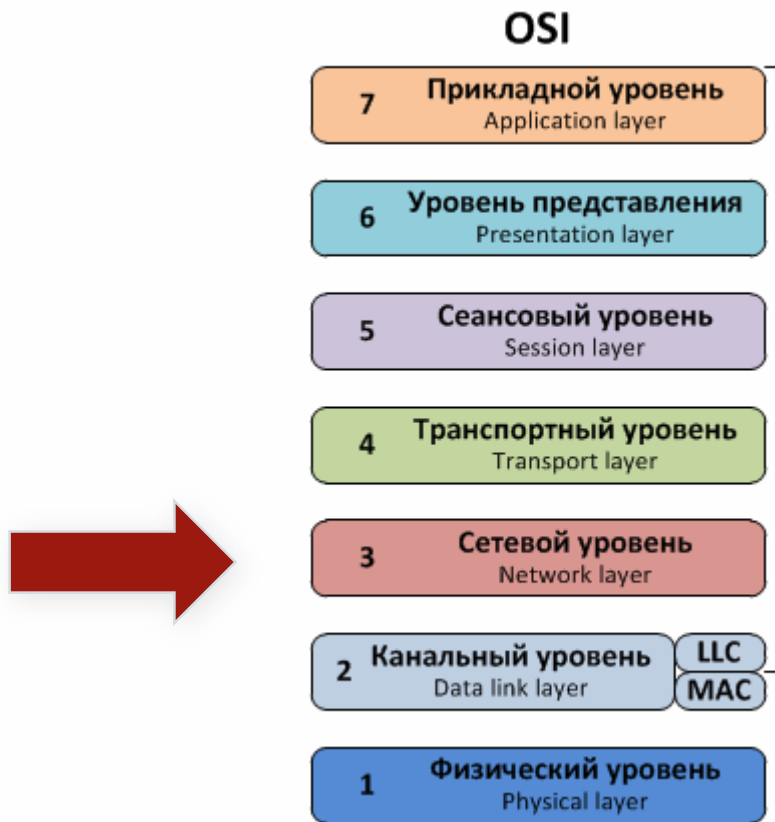 OSI
7 Прикладной уровень
Application layer
6 Уровень представления
Presentation layer
5 Сеансовый уровень
Session layer
4 Транспортный уровень
Transport layer
3 Сетевой уровень
Network layer
2 Канальный уровень
Data link layer
LLC
MAC
1 Физический уровень
Physical layer